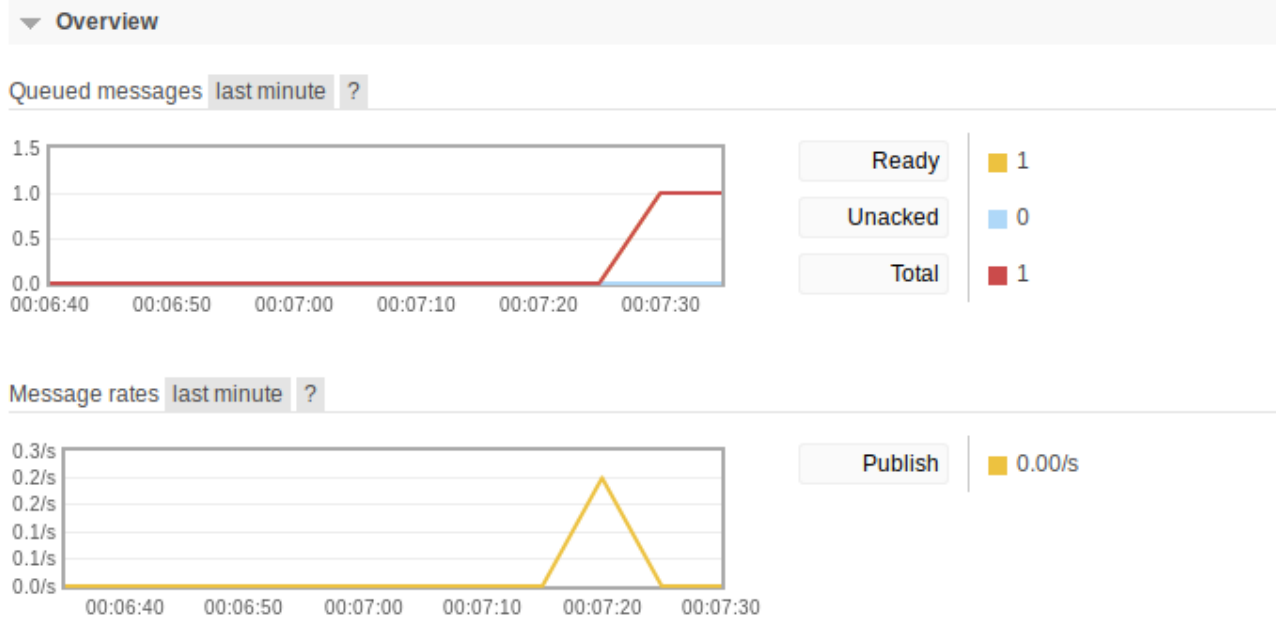 Overview
Queued messages last minute ?
1.5
1.0
0.5
0.0
00:06:40 00:06:50 00:07:00 00:07:10 00:07:20 00:07:30
Ready 1
Unacked 0
Total 1
Message rates last minute ?
0.3/s
0.2/s
0.2/s
0.1/s
0.1/s
0.0/s
00:06:40 00:06:50 00:07:00 00:07:10 00:07:20 00:07:30
Publish 0.00/s